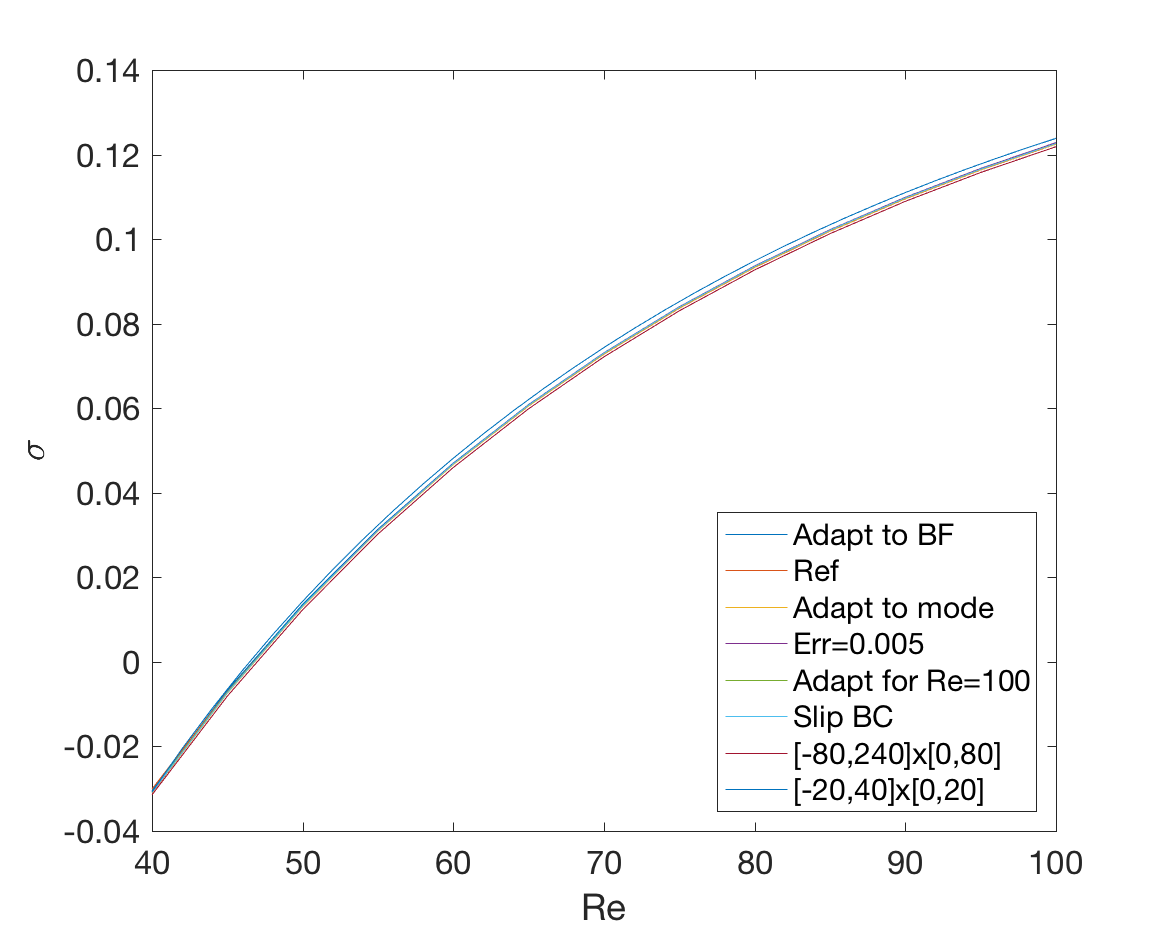 0.14
0.12
0.1
0.08
0.06
0.04
0.02
0
-0.02
-0.04
σ
40 50 60 70 80 90 100
Re
Adapt to BF
Ref
Adapt to mode
Err=0.005
Adapt for Re=100
Slip BC
[-80,240]x[0,80]
[-20,40]x[0,20]